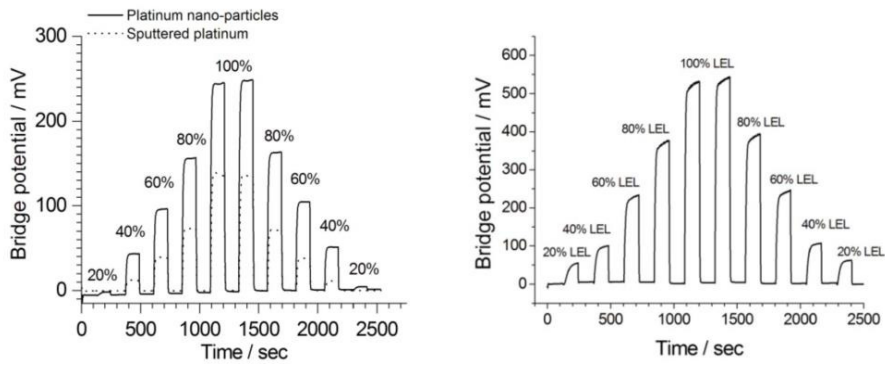 Platinum nano-particles
Sputtered platinum
300
200
100
0
Bridge potential / mV
20%
40%
60%
80%
100%
80%
60%
40%
20%
0 500 1000 1500 2000 2500
Time / sec
600
500
400
300
200
100
0
Bridge potential / mV
20% LEL
40% LEL
60% LEL
80% LEL
100% LEL
80% LEL
60% LEL
40% LEL
20% LEL
0 500 1000 1500 2000 2500
Time / sec